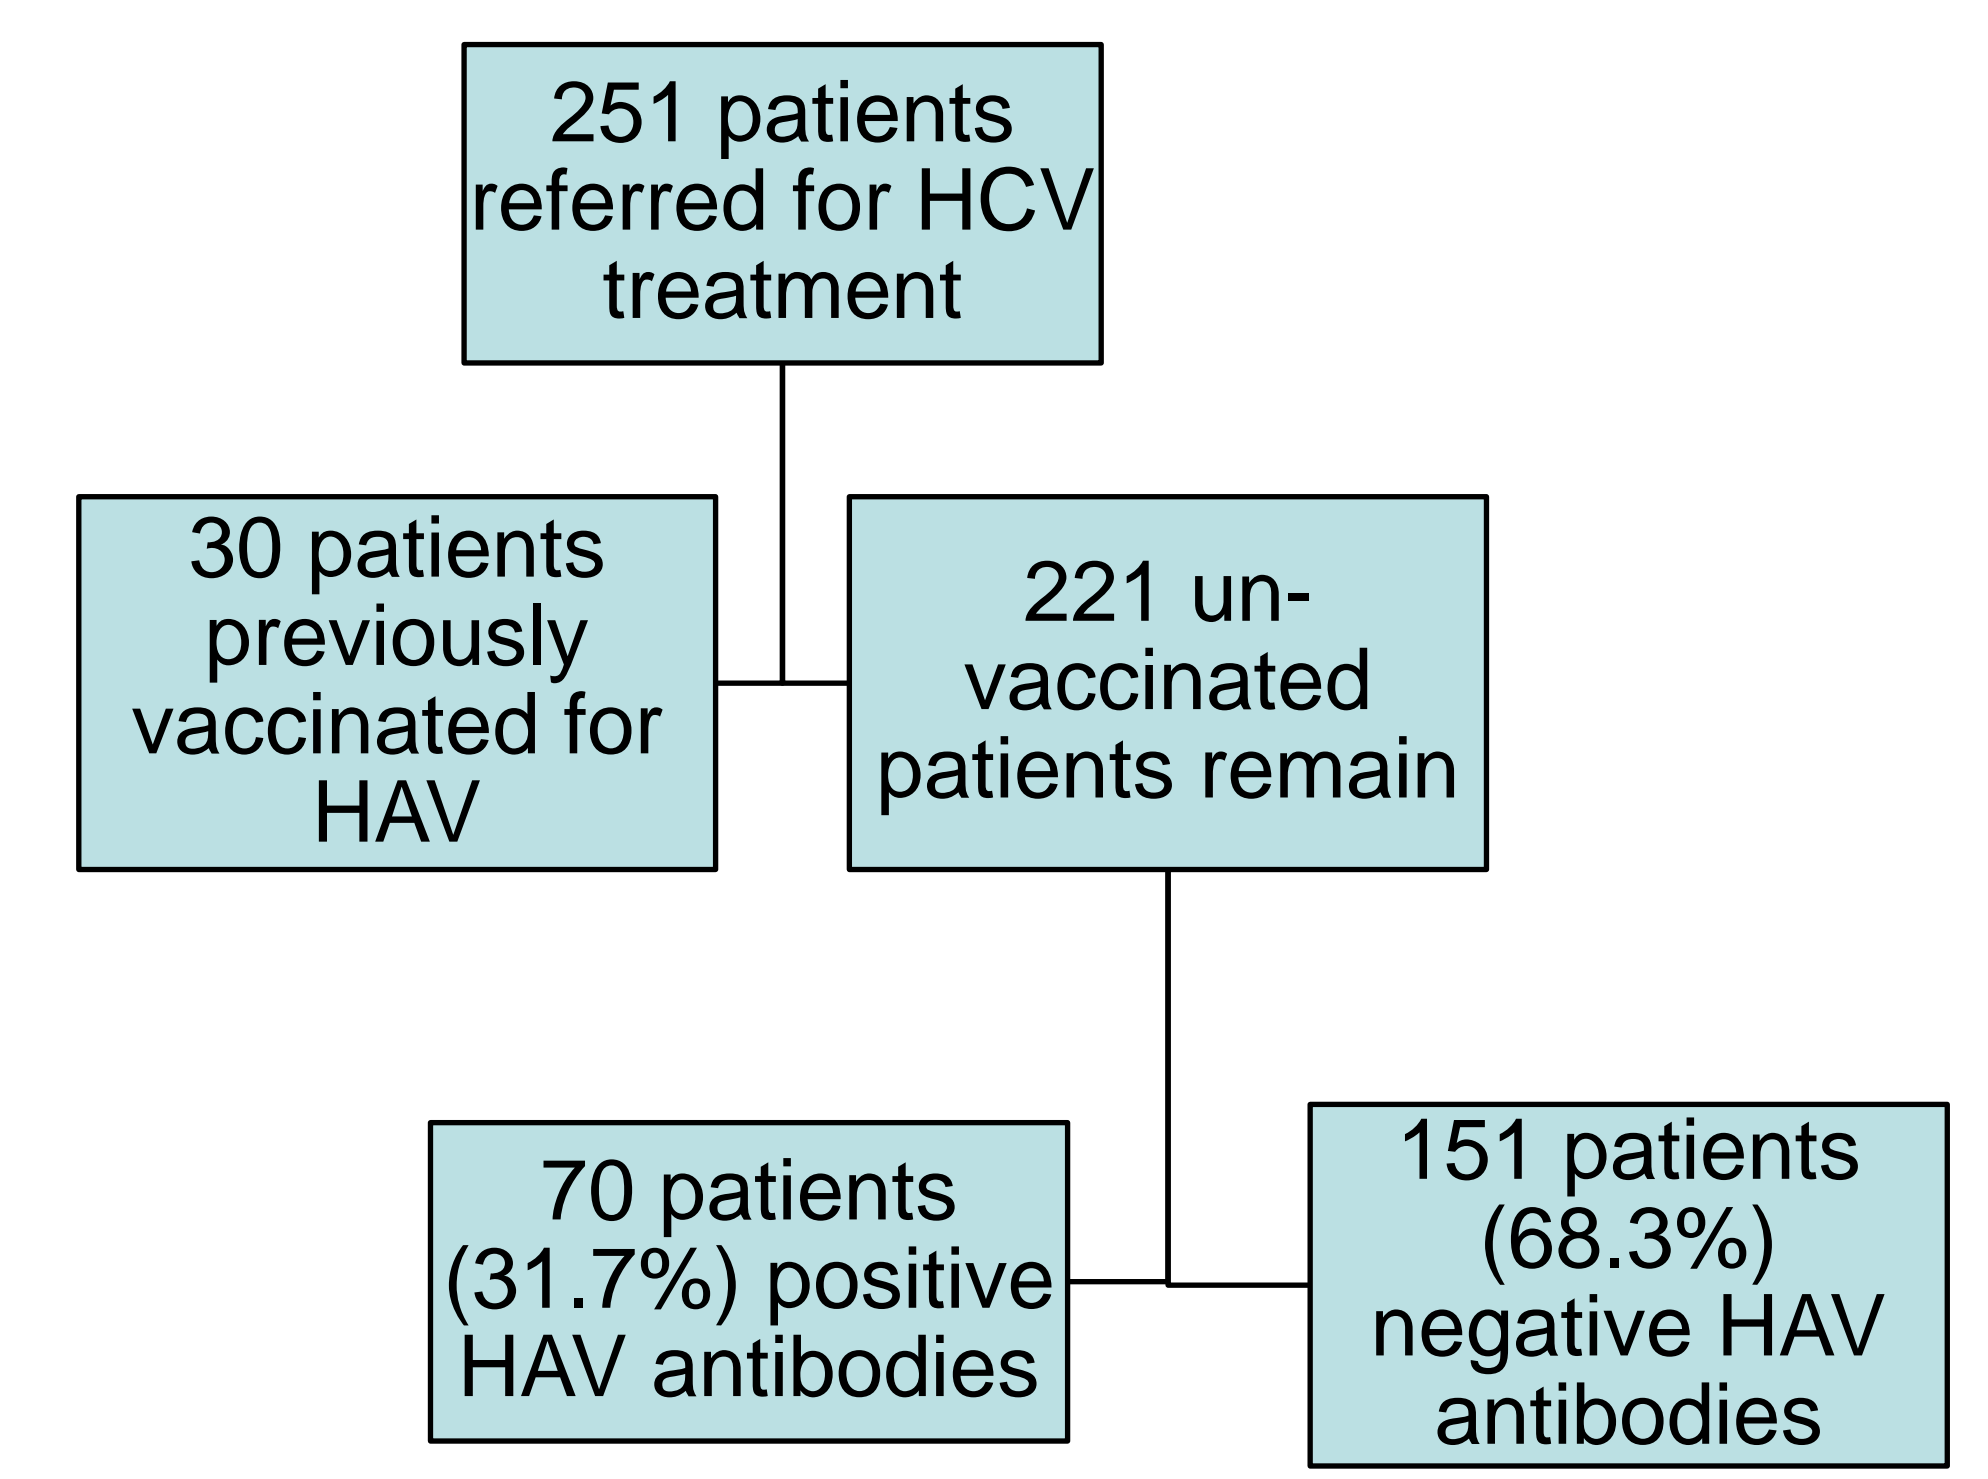 251 patients
referred for HCV
treatment
30 patients
previously
vaccinated for
HAV
221 un-
vaccinated
patients remain
70 patients
(31.7%) positive
HAV antibodies
151 patients
(68.3%)
negative HAV
antibodies